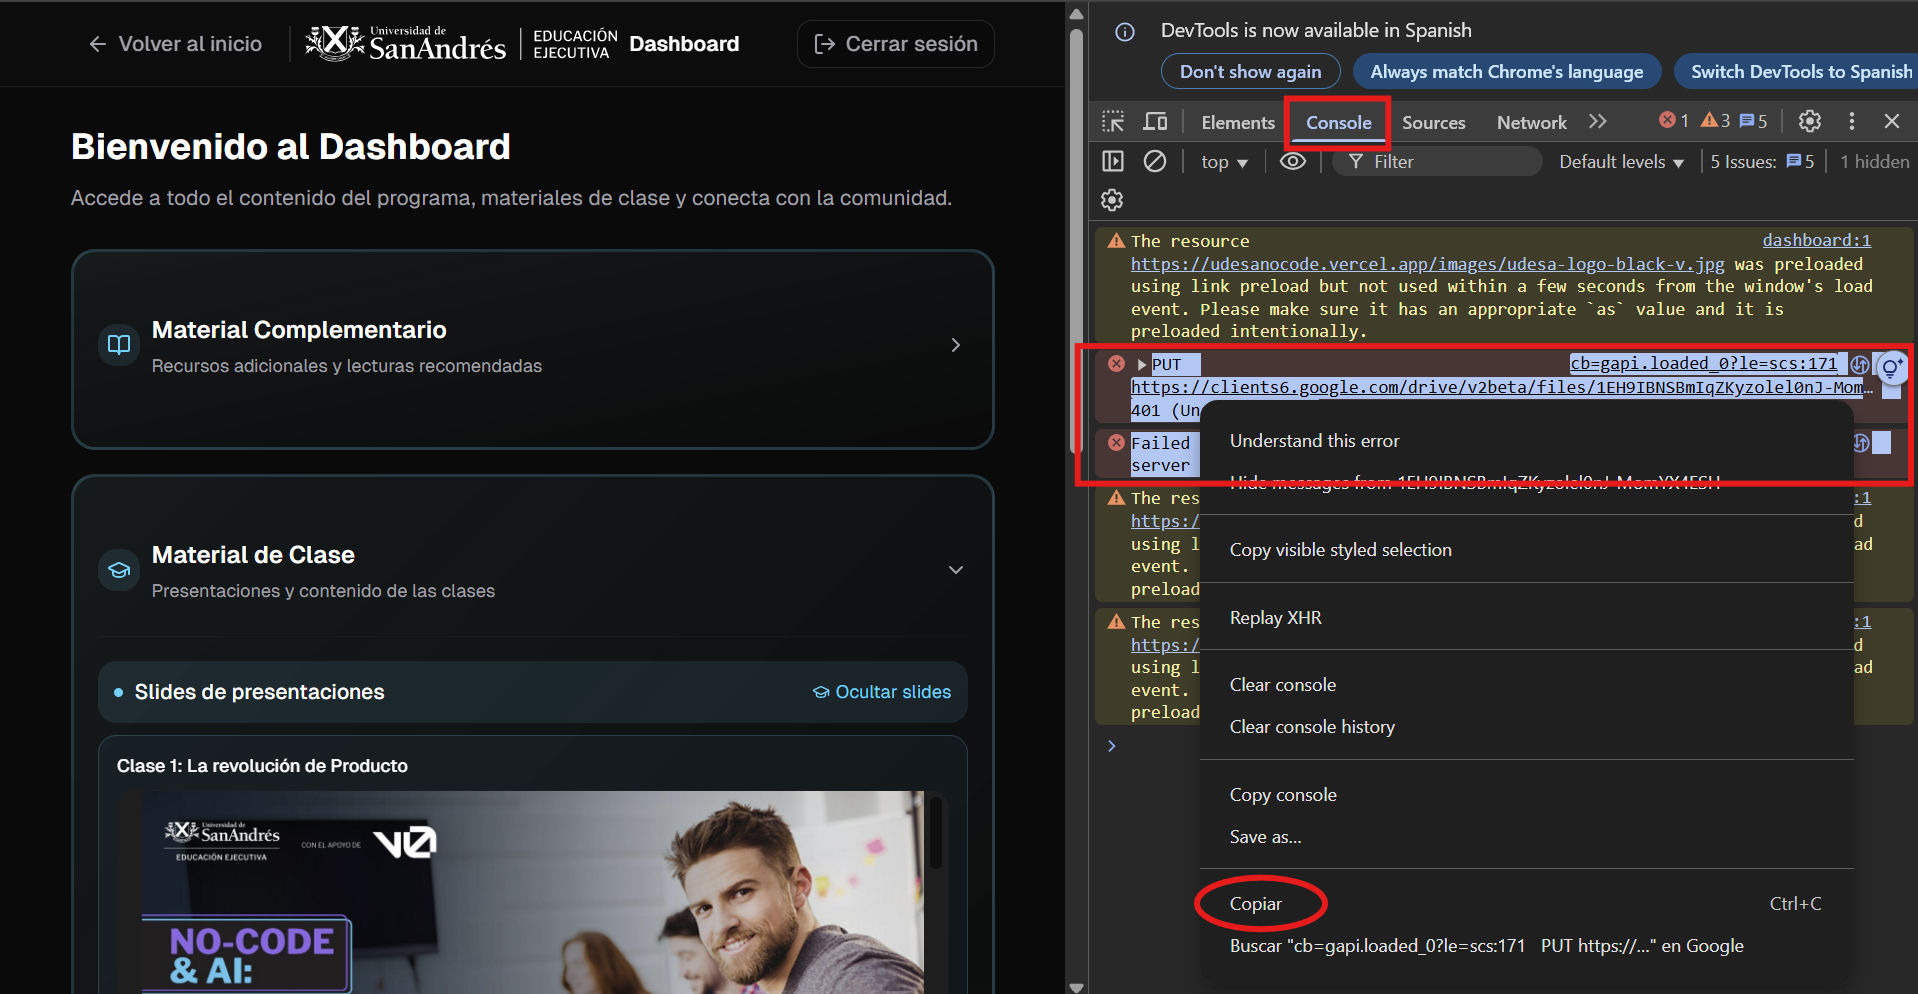 Volver al inicio
Universidad de
SanAndrés
EDUCACIÓN
EJECUTIVA
Dashboard
Cerrar sesión
Bienvenido al Dashboard
Accede a todo el contenido del programa, materiales de clase y conecta con la comunidad.
Material Complementario
Recursos adicionales y lecturas recomendadas
Material de Clase
Presentaciones y contenido de las clases
Slides de presentaciones
Ocultar slides
Clase 1: La revolución de Producto
Universidad de
SanAndrés
EDUCACIÓN EJECUTIVA
CON EL APOYO DE
v0
NO-CODE
& AI:
DevTools is now available in Spanish
Don't show again
Always match Chrome's language
Switch DevTools to Spanish
Elements
Console
Sources
Network
1
3
5
top
Filter
Default levels
5 Issues:
5
1 hidden
The resource dashboard:1
https://udesanocode.vercel.app/images/udesa-logo-black-v.jpg was preloaded
using link preload but not used within a few seconds from the window's load
event. Please make sure it has an appropriate `as` value and it is
preloaded intentionally.
PUT cb=gapi.loaded_0?le=scs:171
https://clients6.google.com/drive/v2beta/files/1EH9IBNSBmIqZKyzolel0nJ-Mom…
401 (Un
Failed
server
The res :1
https:/ d
using l ad
event.
preload
The res :1
https:/ d
using l ad
event.
preload
Understand this error
Hide messages from 1EH9IBNSBmIqZKyzolel0nJ-MomYX4ESH
Copy visible styled selection
Replay XHR
Clear console
Clear console history
Copy console
Save as...
Copiar Ctrl+C
Buscar "cb=gapi.loaded_0?le=scs:171 PUT https://..." en Google